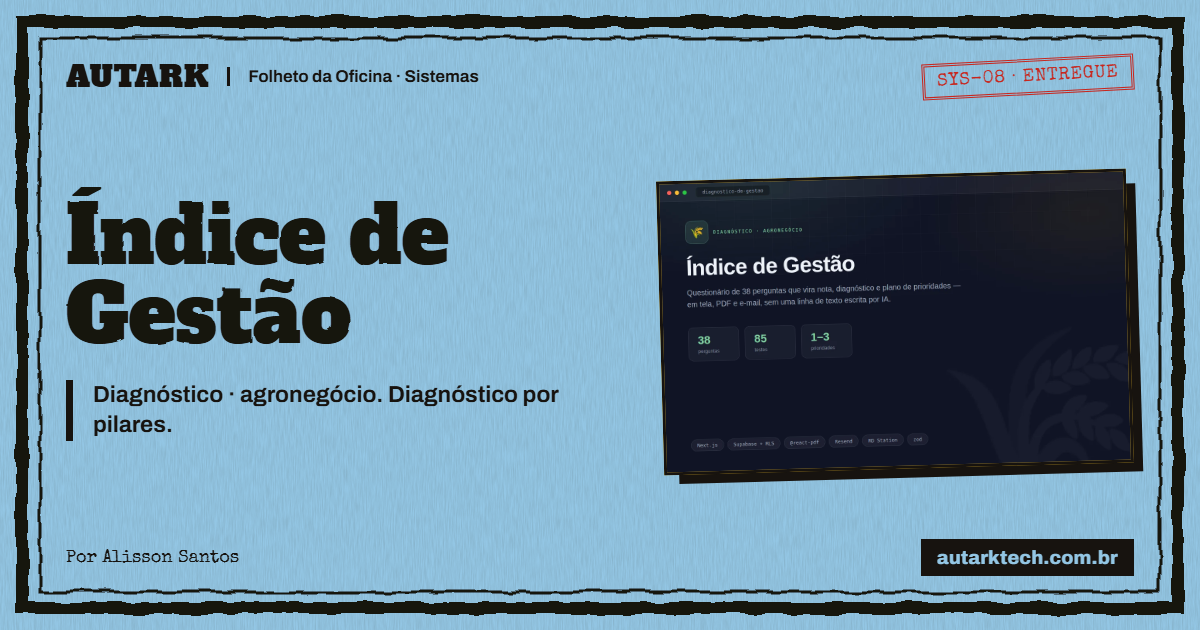 AUTARK
Folheto da Oficina · Sistemas
SYS-08 · ENTREGUE
Índice de
Gestão
Diagnóstico · agronegócio. Diagnóstico por
pilares.
diagnostico-de-gestao
DIAGNÓSTICO · AGRONEGÓCIO
Índice de Gestão
Questionário de 38 perguntas que vira nota, diagnóstico e plano de prioridades —
em tela, PDF e e-mail, sem uma linha de texto escrita por IA.
38
perguntas
85
textos
1–3
prioridades
Next.js
Supabase + RLS
@react-pdf
Resend
RD Station
zod
Por Alisson Santos
autarktech.com.br